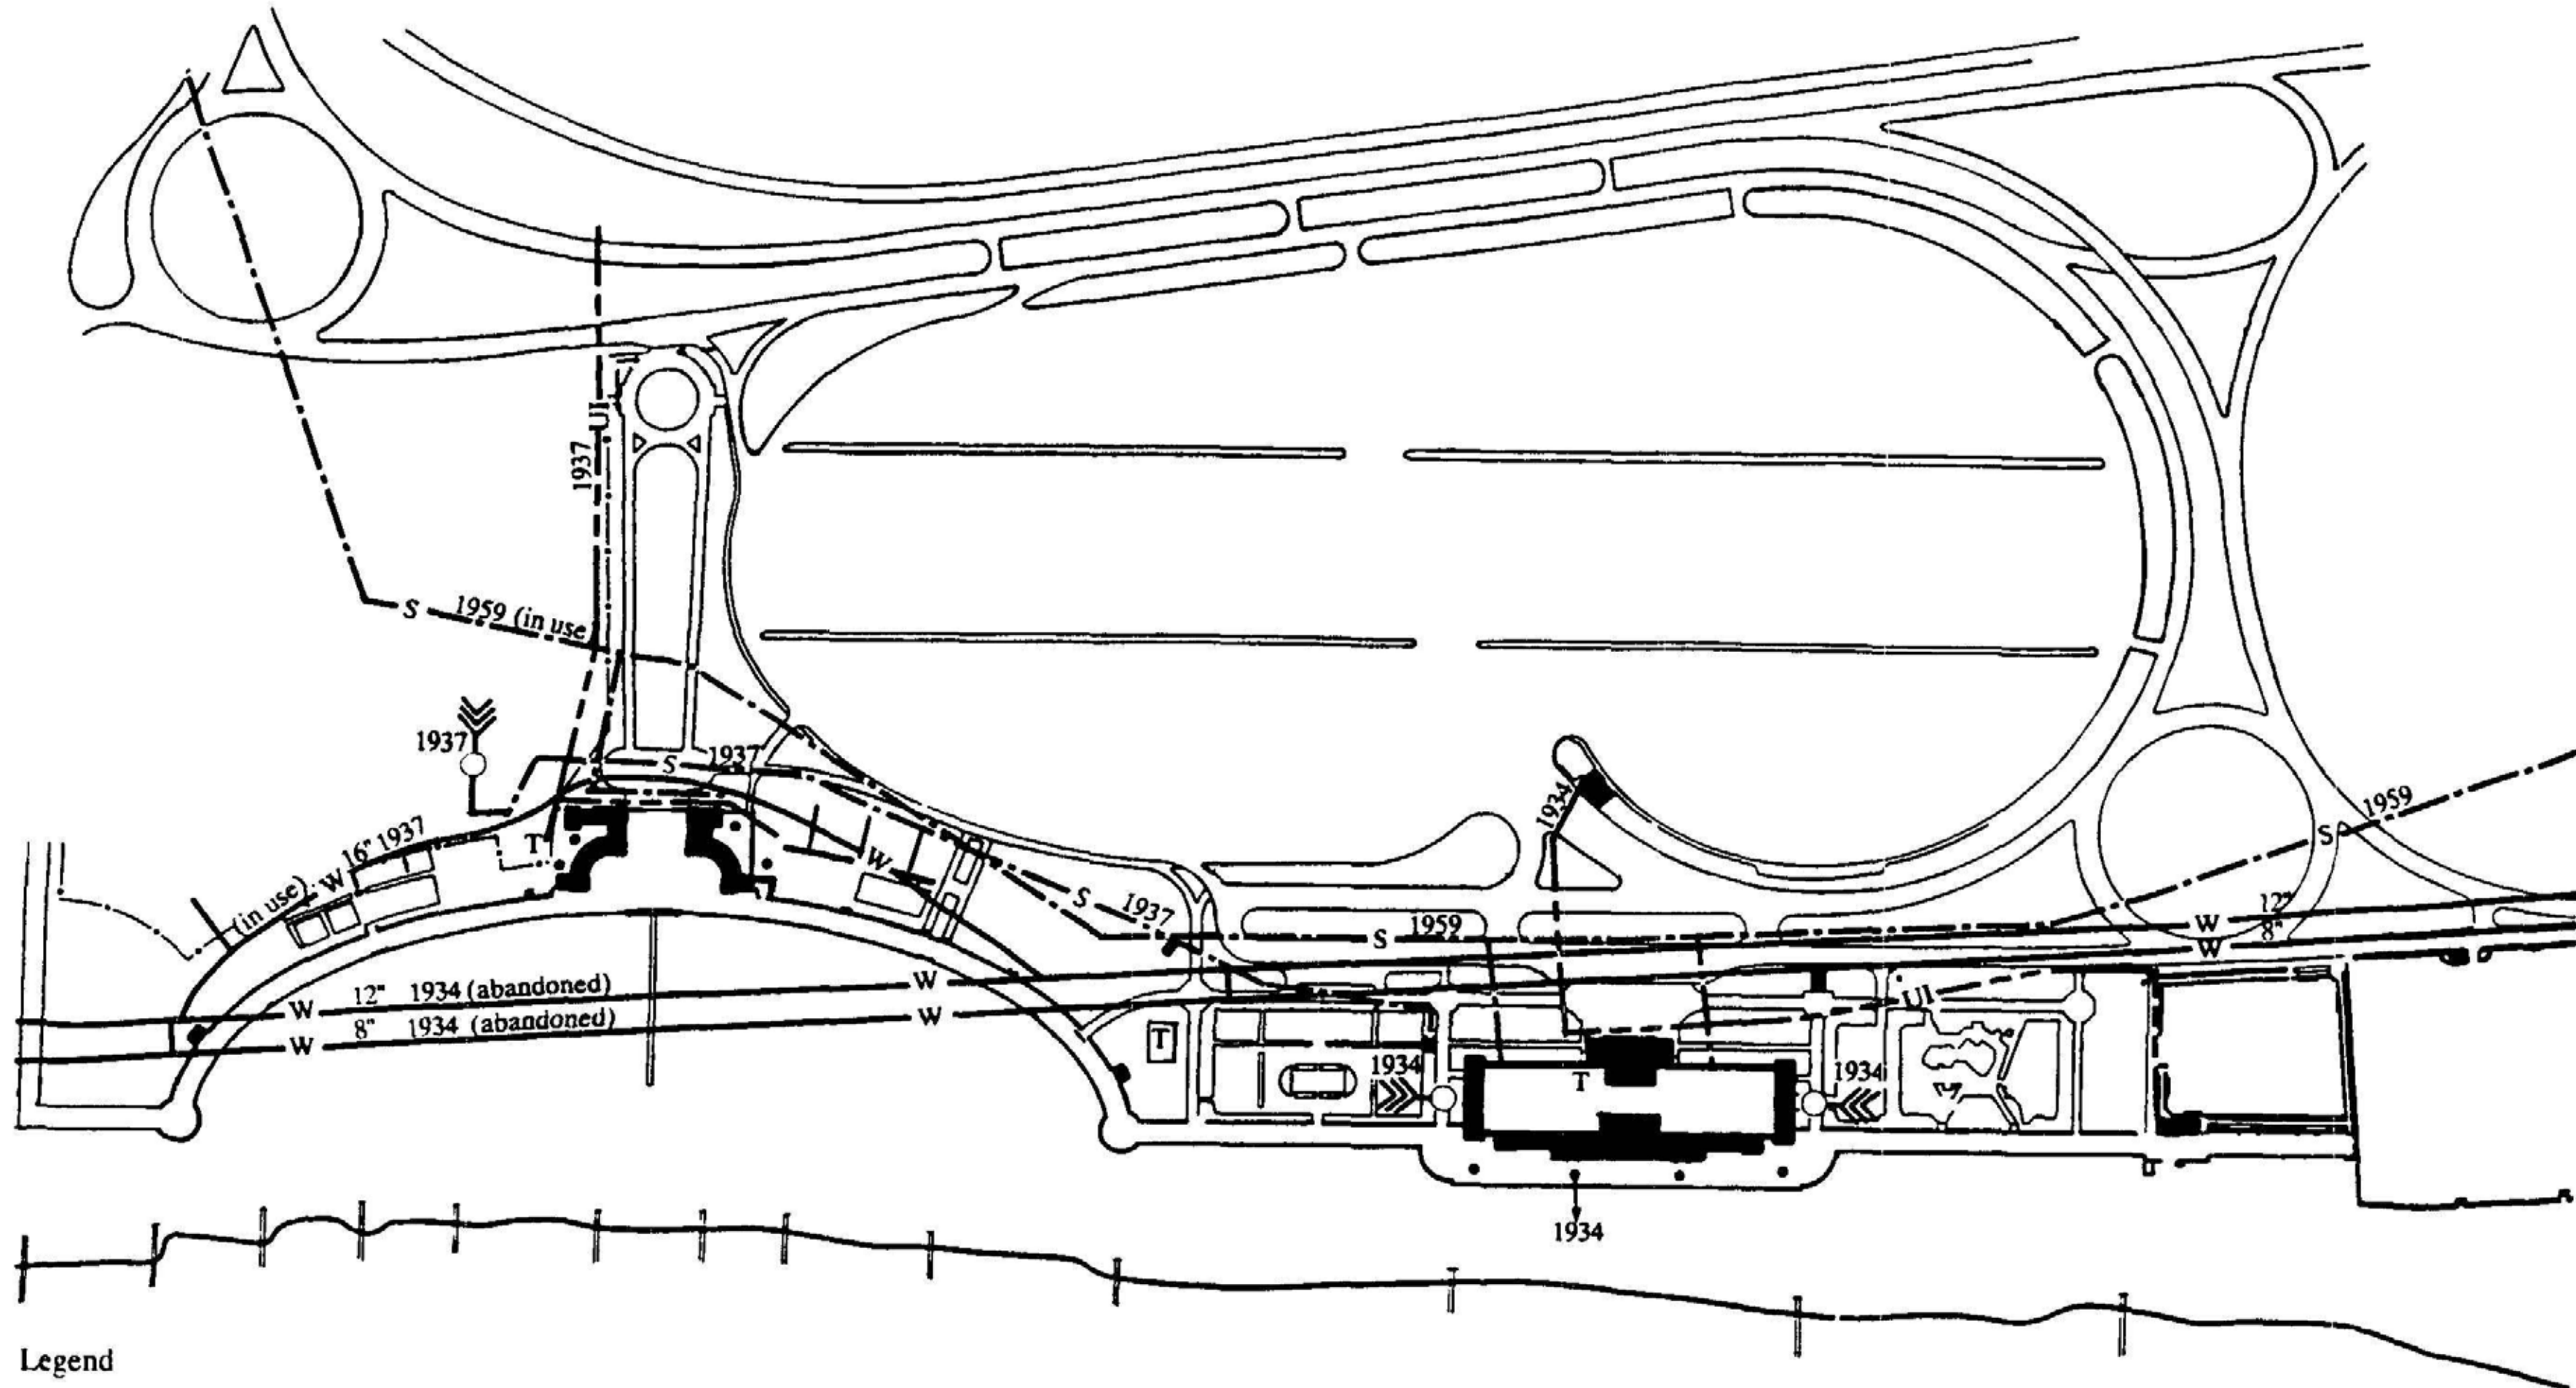 UI
1937
S 1959 (in use)
1937
S 1937
1934
1959
S
16" 1937
T
W
W
(in use)
S 1937
S 1959
W 12"
W 8"
W 12" 1934 (abandoned) W
W 8" 1934 (abandoned) W
UI
T
1934
T
1934
1934
Legend